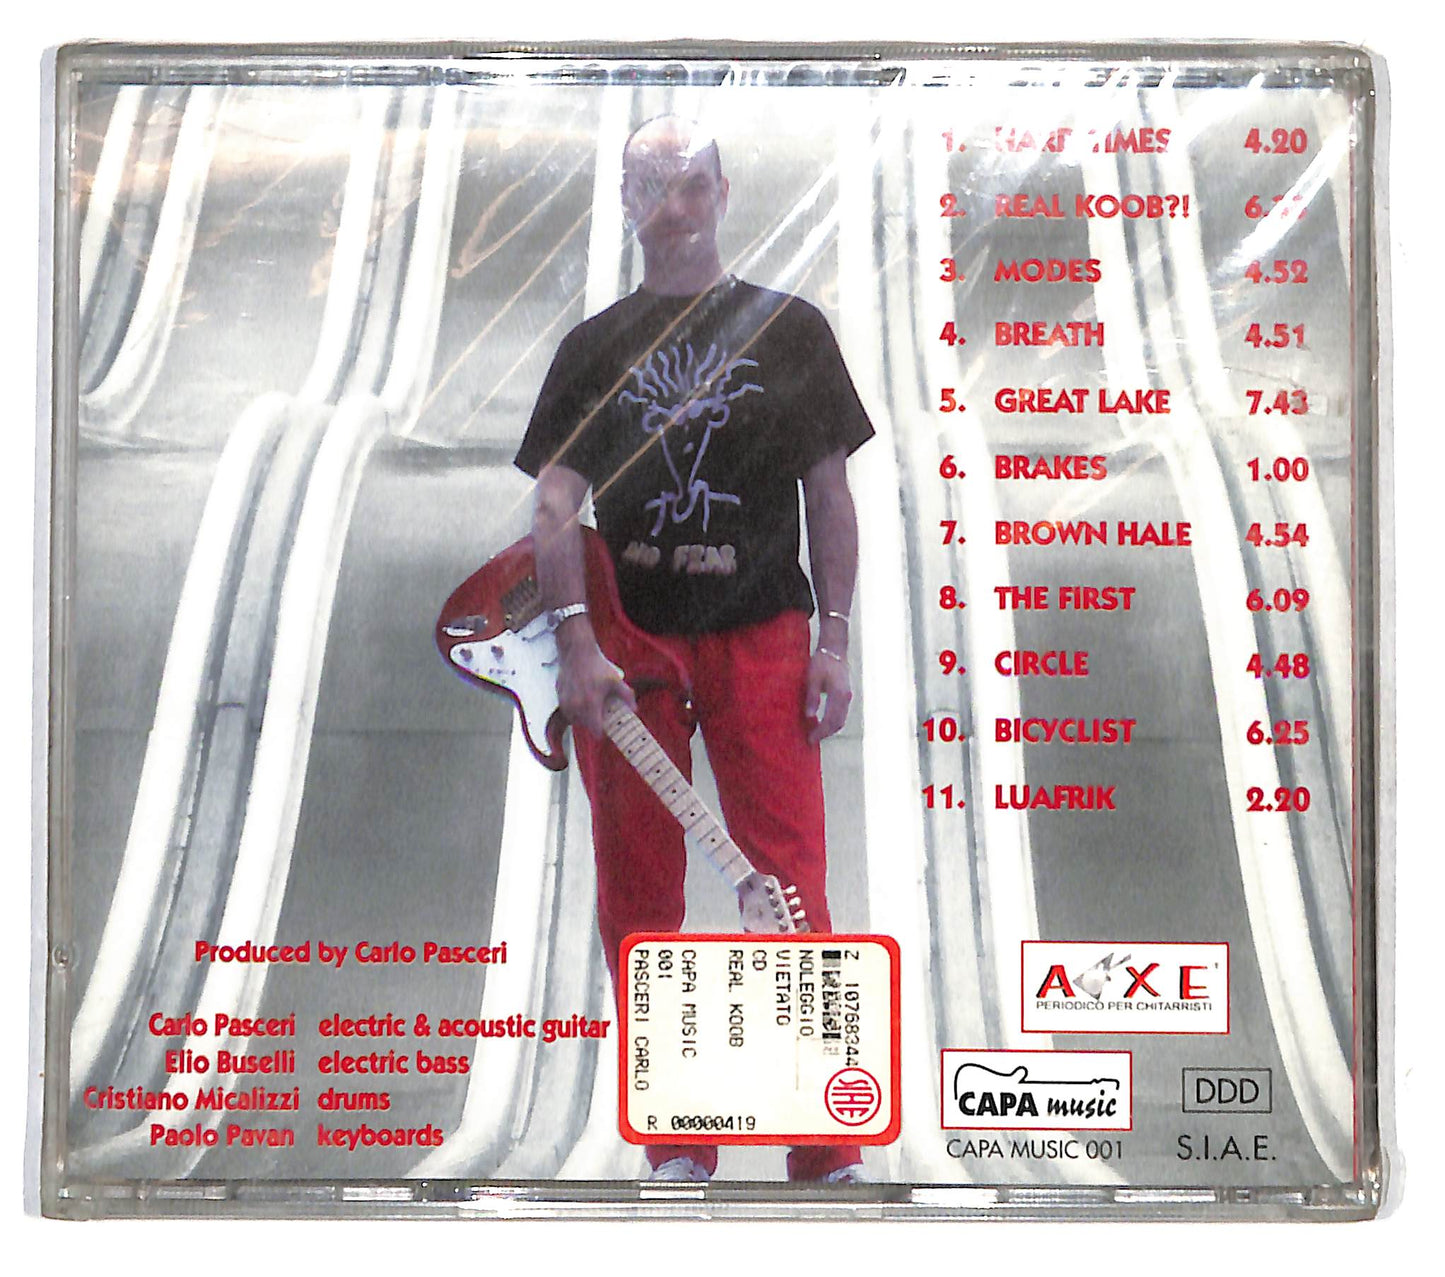 1. HARD TIMES 4.20
2. REAL KOOB?!
3. MODES 4.52
4. BREATH 4.51
5. GREAT LAKE 7.43
6. BRAKES 1.00
7. BROWN HALE 4.54
8. THE FIRST 6.09
9. CIRCLE 4.48
10. BICYCLIST 6.25
11. LUAFRIK 2.20
NO FEAR
Produced by Carlo Pasceri
Carlo Pasceri electric & acoustic guitar
Elio Buselli electric bass
Cristiano Micalizzi drums
Paolo Pavan keyboards
Z 10768344
NOLEGGIO
VIETATO
CD
REAL KOOB
CAPA MUSIC
001
PASCERI CARLO
SIAE
R 00000419
AXE
PERIODICO PER CHITARRISTI
CAPA music
CAPA MUSIC 001
DDD
S.I.A.E.